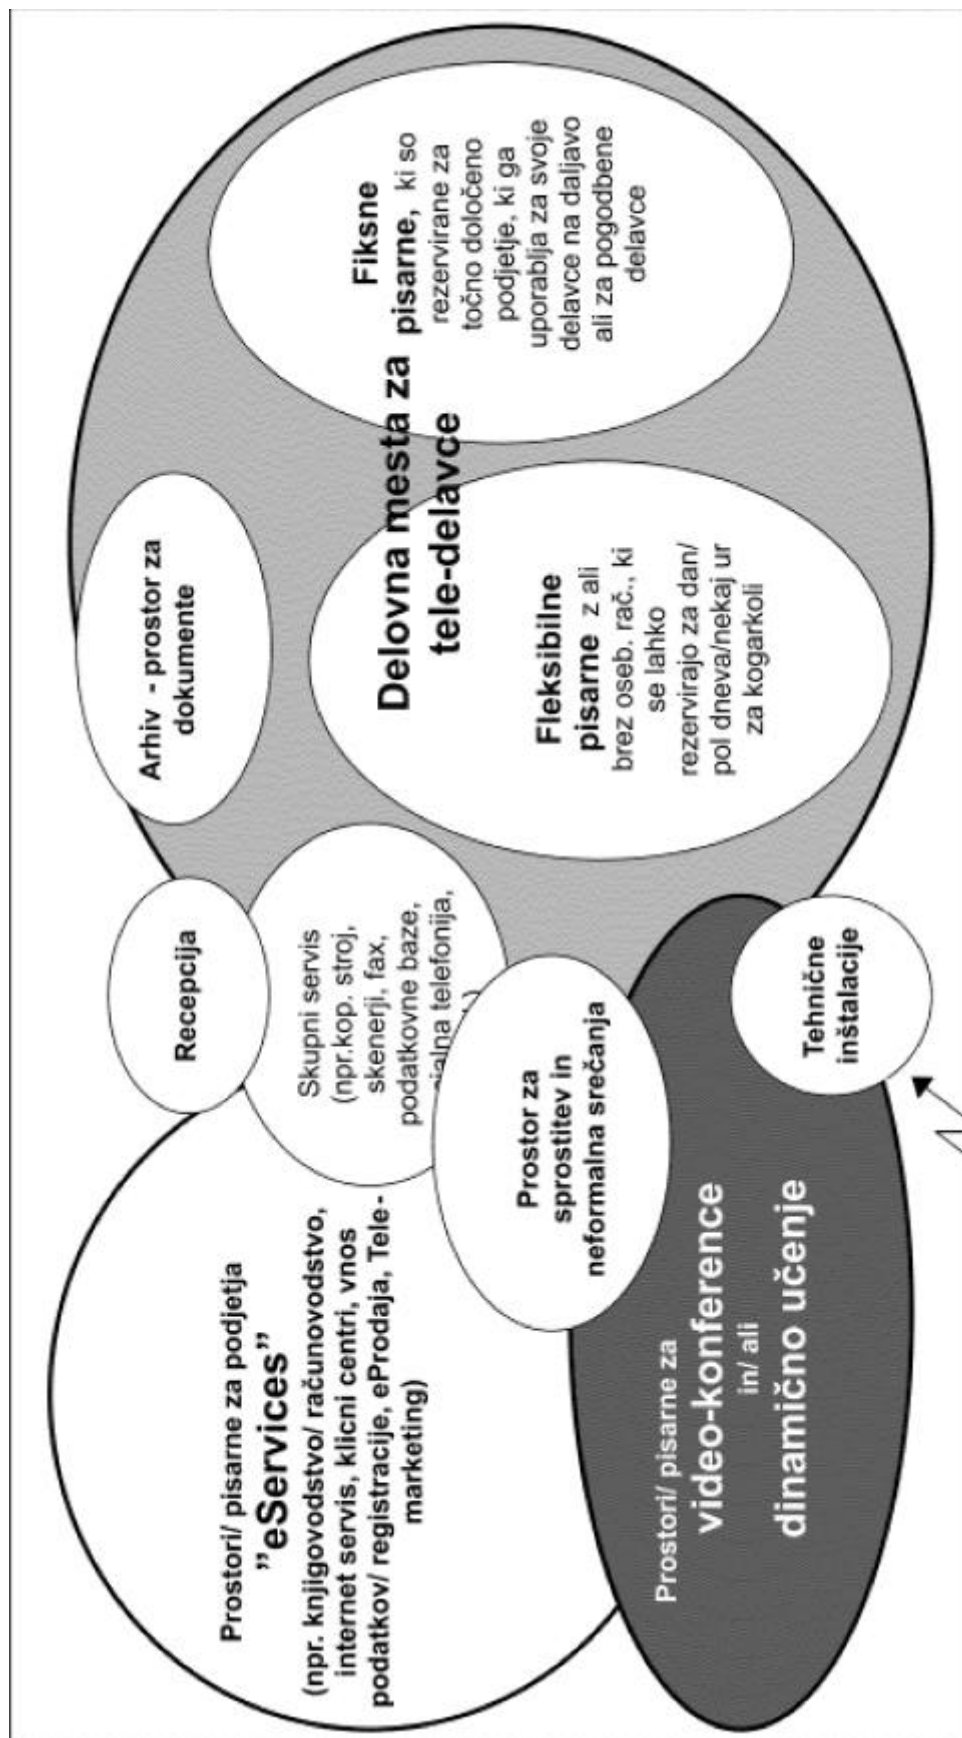 Prostori/ pisarne za podjetja
”eServices”
(npr. knjigovodstvo/ računovodstvo,
internet servis, klicni centri, vnos
podatkov/ registracije, eProdaja, Tele-
marketing)
Recepcija
Skupni servis
(npr.kop. stroj,
skenerji, fax,
podatkovne baze,
telefonija,
Arhiv - prostor za
dokumente
Delovna mesta za
tele-delavce
Fiksne
pisarne, ki so
rezervirane za
točno določeno
podjetje, ki ga
uporablja za svoje
delavce na daljavo
ali za pogodbene
delavce
Fleksibilne
pisarne z ali
brez oseb. rač., ki
se lahko
rezervirajo za dan/
pol dneva/nekaj ur
za kogarkoli
Prostor za
sprostitev in
neformalna srečanja
Prostori/ pisarne za
video-konference
in/ ali
dinamično učenje
Tehnične
inštalacije